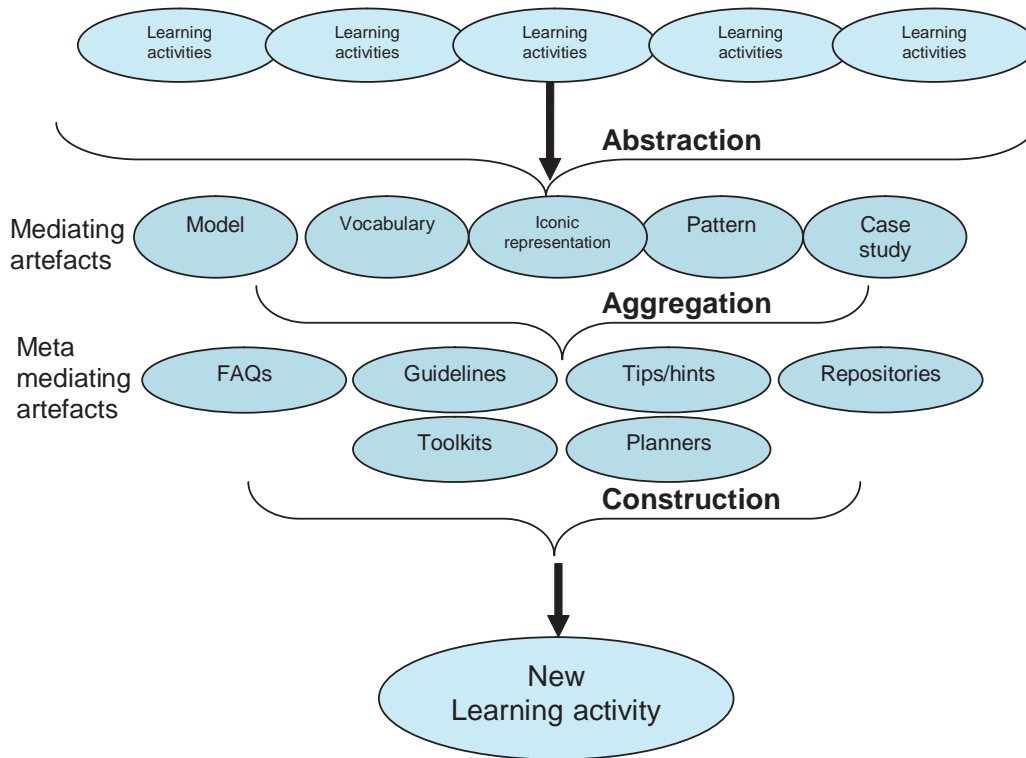 Learning
activities
Learning
activities
Learning
activities
Learning
activities
Learning
activities
Abstraction
Mediating
artefacts
Model
Vocabulary
Iconic
representation
Pattern
Case
study
Aggregation
Meta
mediating
artefacts
FAQs
Guidelines
Tips/hints
Repositories
Toolkits
Planners
Construction
New
Learning activity